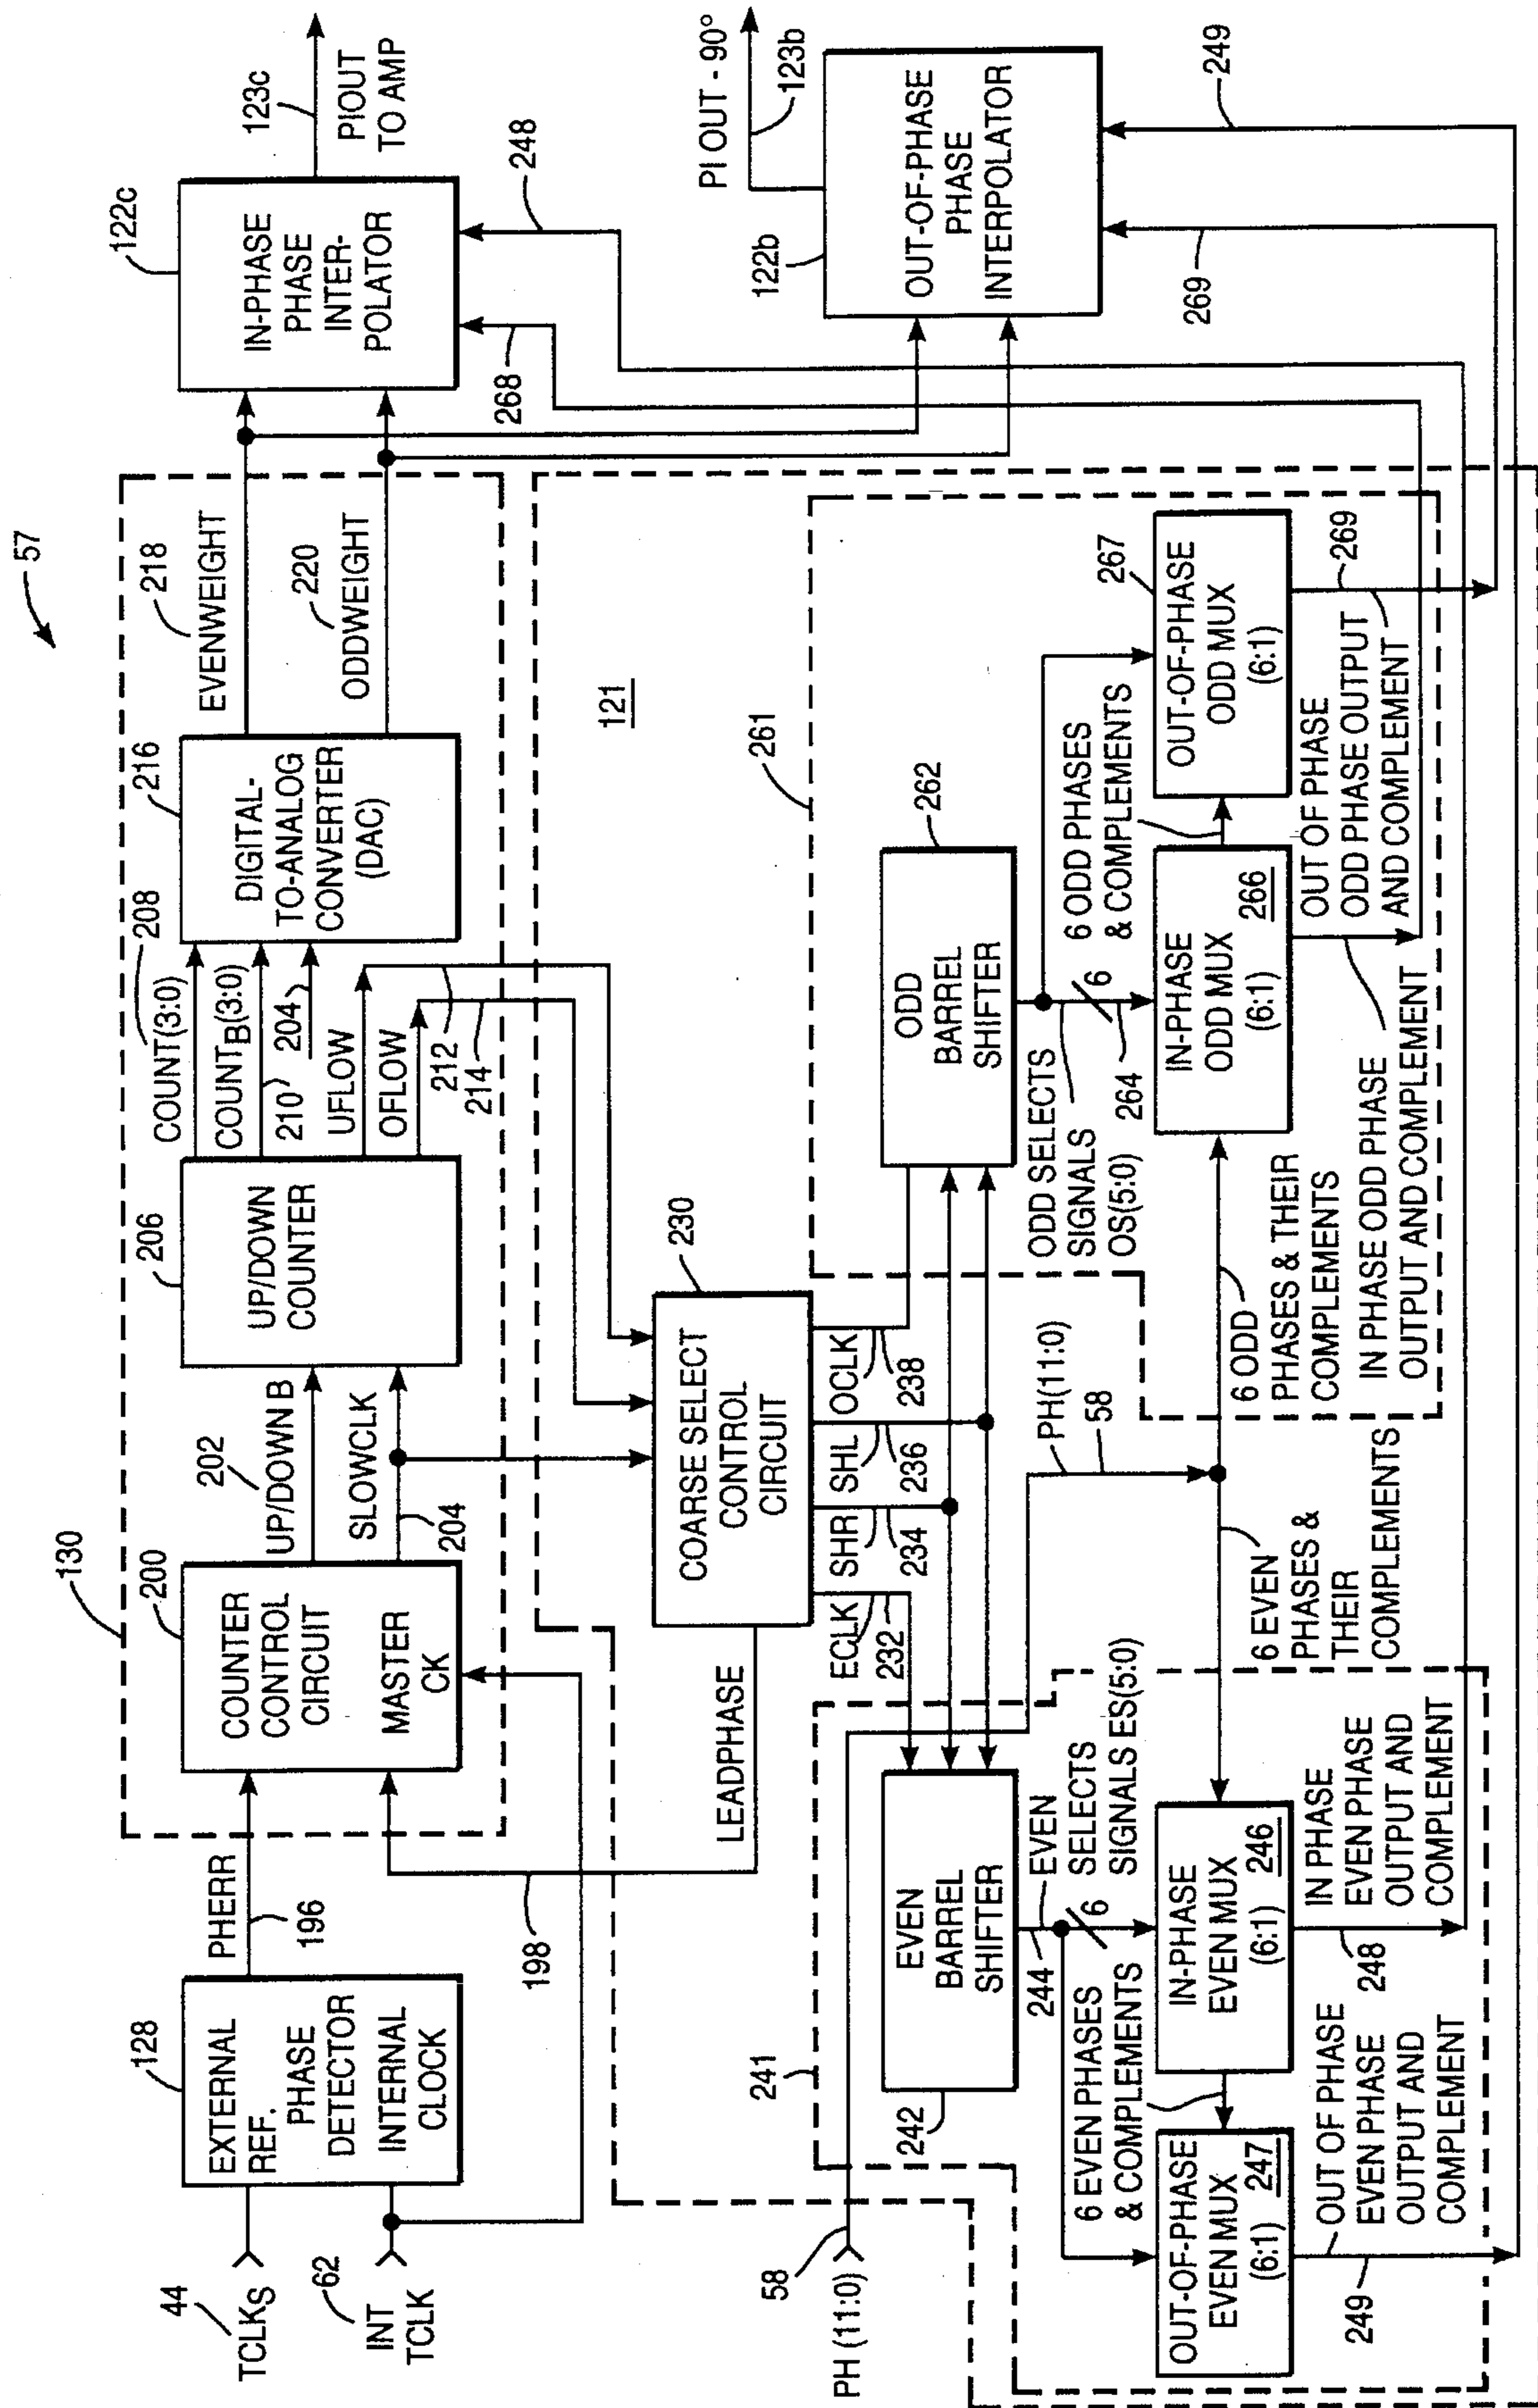 57
130
44
TCLKS
62
INT
TCLK
128
EXTERNAL
REF.
PHASE
DETECTOR
INTERNAL
CLOCK
PHERR
196
198
200
COUNTER
CONTROL
CIRCUIT
MASTER
CK
202
UP/DOWN B
SLOWCLK
204
206
UP/DOWN
COUNTER
COUNT(3:0)
208
COUNTB(3:0)
210
204
UFLOW
OFLOW
212
214
216
DIGITAL-
TO-ANALOG
CONVERTER
(DAC)
218
EVENWEIGHT
220
ODDWEIGHT
122c
IN-PHASE
PHASE
INTER-
POLATOR
123c
PIOUT
TO AMP
268
248
LEADPHASE
230
COARSE SELECT
CONTROL
CIRCUIT
ECLK
232
SHR
234
SHL
236
OCLK
238
121
PI OUT - 90°
123b
122b
OUT-OF-PHASE
PHASE
INTERPOLATOR
269
249
58
PH (11:0)
PH(11:0)
58
241
242
EVEN
BARREL
SHIFTER
244
EVEN
SELECTS
SIGNALS ES(5:0)
6
6 EVEN PHASES
& COMPLEMENTS
OUT-OF-PHASE
EVEN MUX
(6:1)
247
IN-PHASE
EVEN MUX
(6:1)
246
249
OUT OF PHASE
EVEN PHASE
OUTPUT AND
COMPLEMENT
248
IN PHASE
EVEN PHASE
OUTPUT AND
COMPLEMENT
6 EVEN
PHASES &
THEIR
COMPLEMENTS
6 ODD
PHASES & THEIR
COMPLEMENTS
261
262
ODD
BARREL
SHIFTER
ODD SELECTS
SIGNALS
OS(5:0)
6
264
6 ODD PHASES
& COMPLEMENTS
IN-PHASE
ODD MUX
(6:1)
266
267
OUT-OF-PHASE
ODD MUX
(6:1)
IN PHASE ODD PHASE
OUTPUT AND COMPLEMENT
OUT OF PHASE
ODD PHASE OUTPUT
AND COMPLEMENT
269